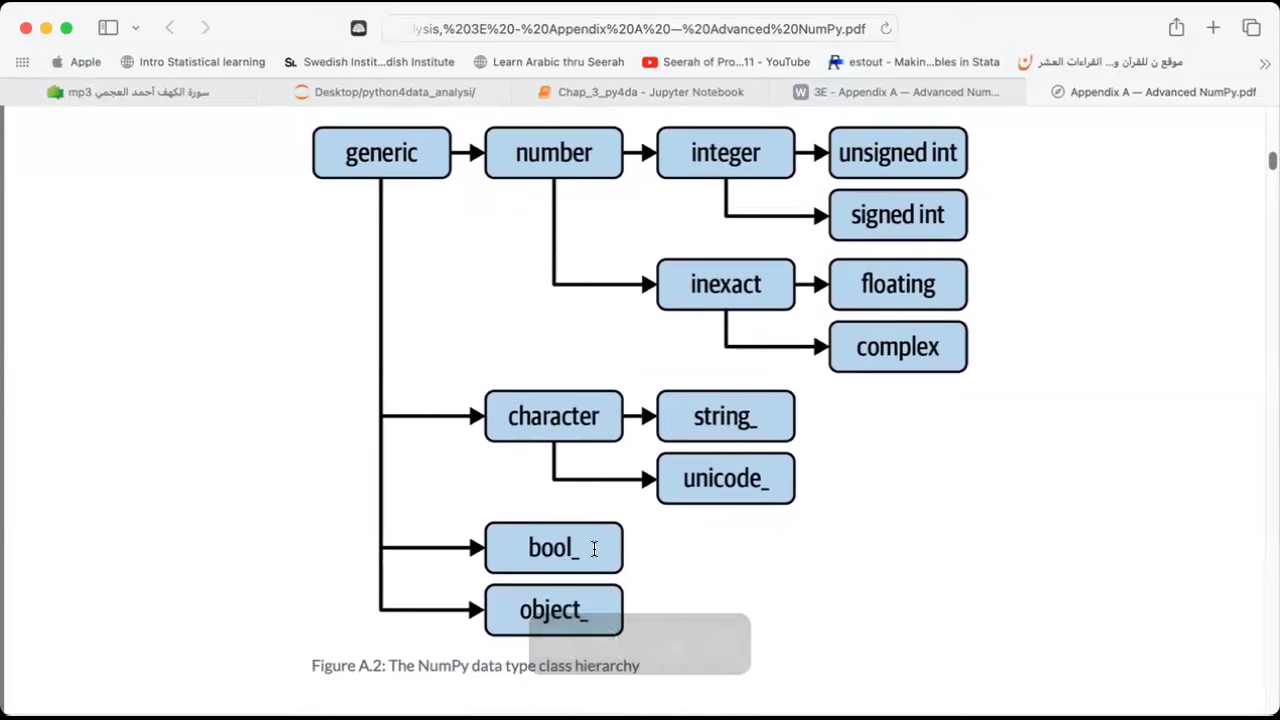 lysis,%203E%20-%20Appendix%20A%20—%20Advanced%20NumPy.pdf
Apple
Intro Statistical learning
Swedish Instit...dish Institute
Learn Arabic thru Seerah
Seerah of Pro...11 - YouTube
estout - Makin...bles in Stata
موقع ن للقرآن و... القراءات العشر
سورة الكهف أحمد العجمي mp3
Desktop/python4data_analysi/
Chap_3_py4da - Jupyter Notebook
3E - Appendix A — Advanced Num...
Appendix A — Advanced NumPy.pdf
generic
number
integer
unsigned int
signed int
inexact
floating
complex
character
string_
unicode_
bool_
object_
Figure A.2: The NumPy data type class hierarchy